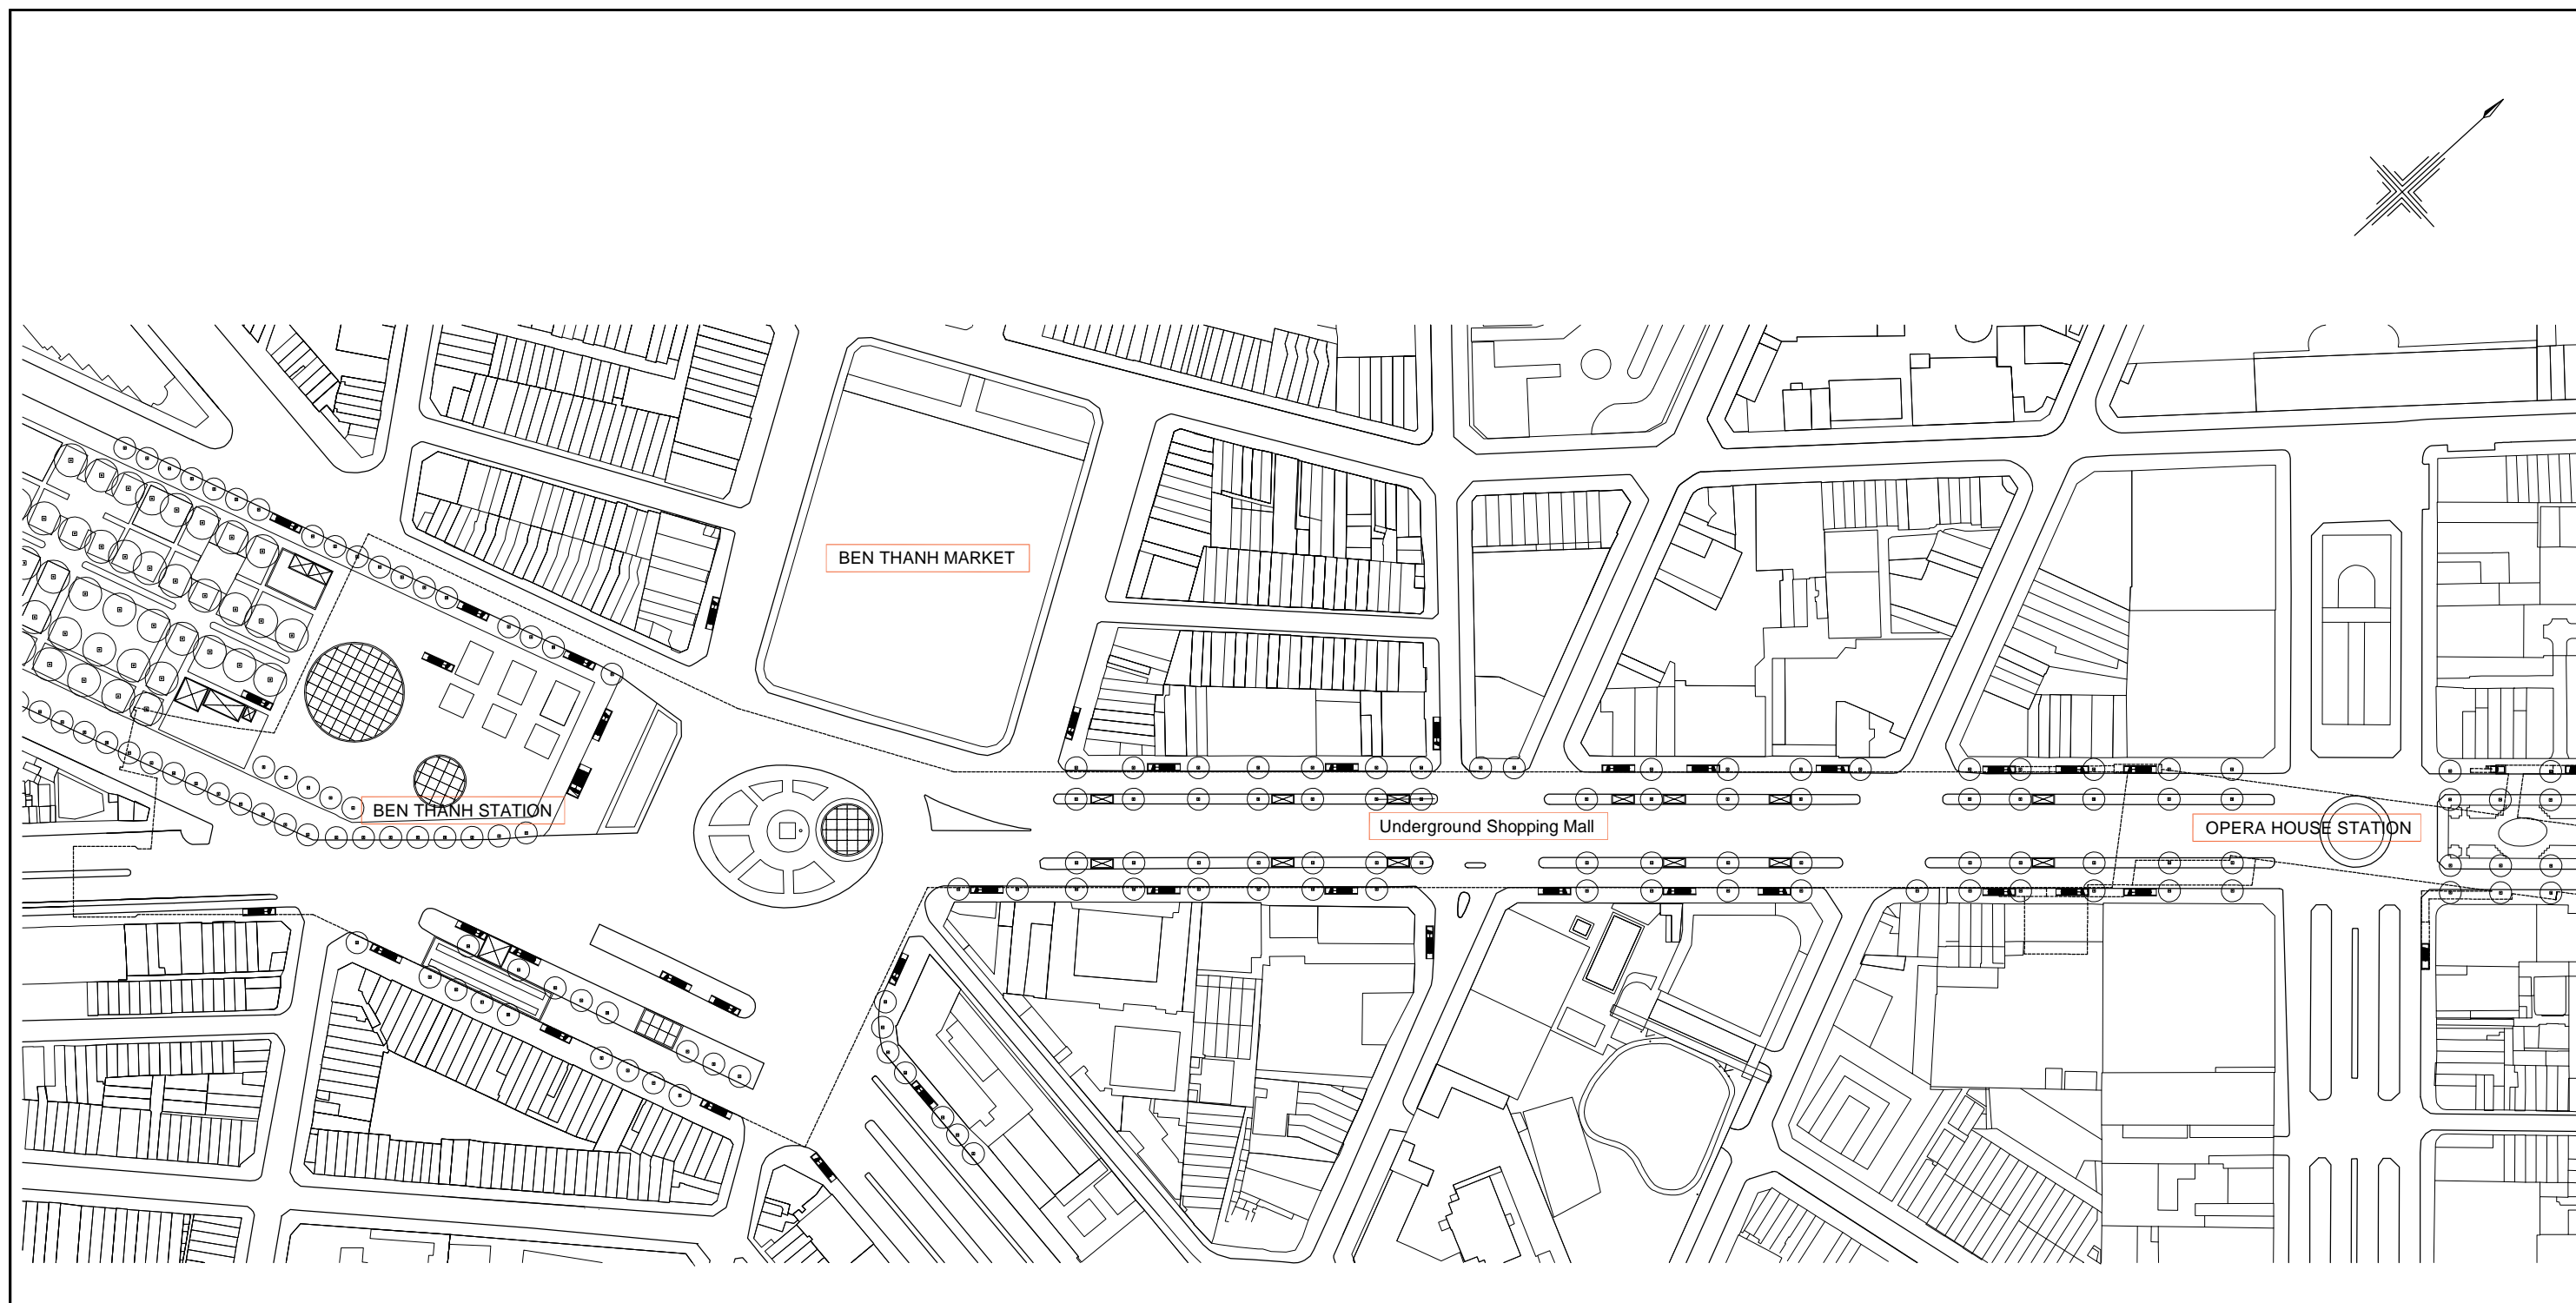 BEN THANH MARKET
BEN THANH STATION
Underground Shopping Mall
OPERA HOUSE STATION